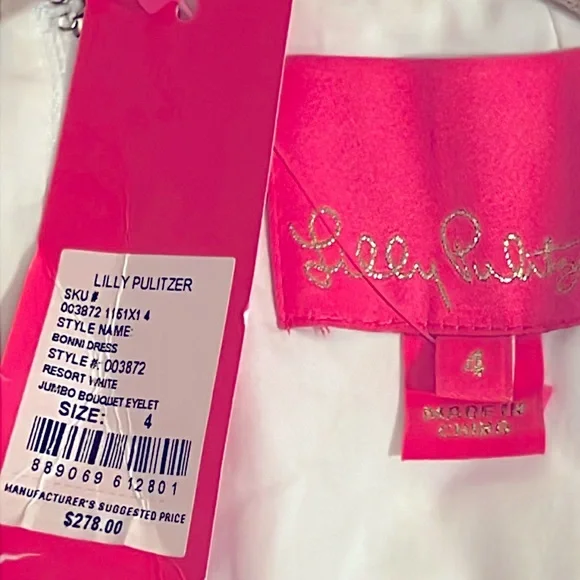 LILLY PULITZER
SKU #
003872 1151X1 4
STYLE NAME:
BONNI DRESS
STYLE #: 003872
RESORT WHITE
JUMBO BOUQUET EYELET
SIZE: 4
889069 612801
MANUFACTURER'S SUGGESTED PRICE
$278.00
Lilly Pulitzer
4
MADE IN
CHINA